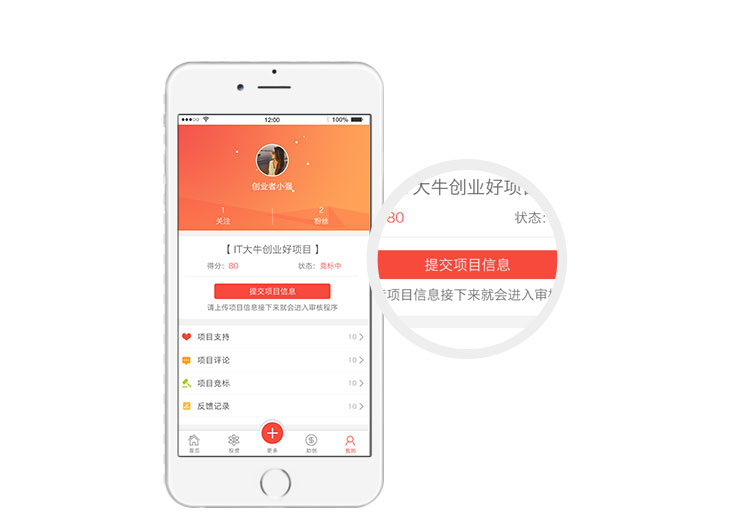 12:00 100%
创业者小强
1 2
关注 粉丝
【 IT大牛创业好项目 】
得分：80 状态：竞标中
提交项目信息
请上传项目信息接下来就会进入审核程序
项目支持 10
项目评论 10
项目竞标 10
反馈记录 10
首页 融资 更多 助创 我的
大牛创业好项
80 状态：
提交项目信息
项目信息接下来就会进入审